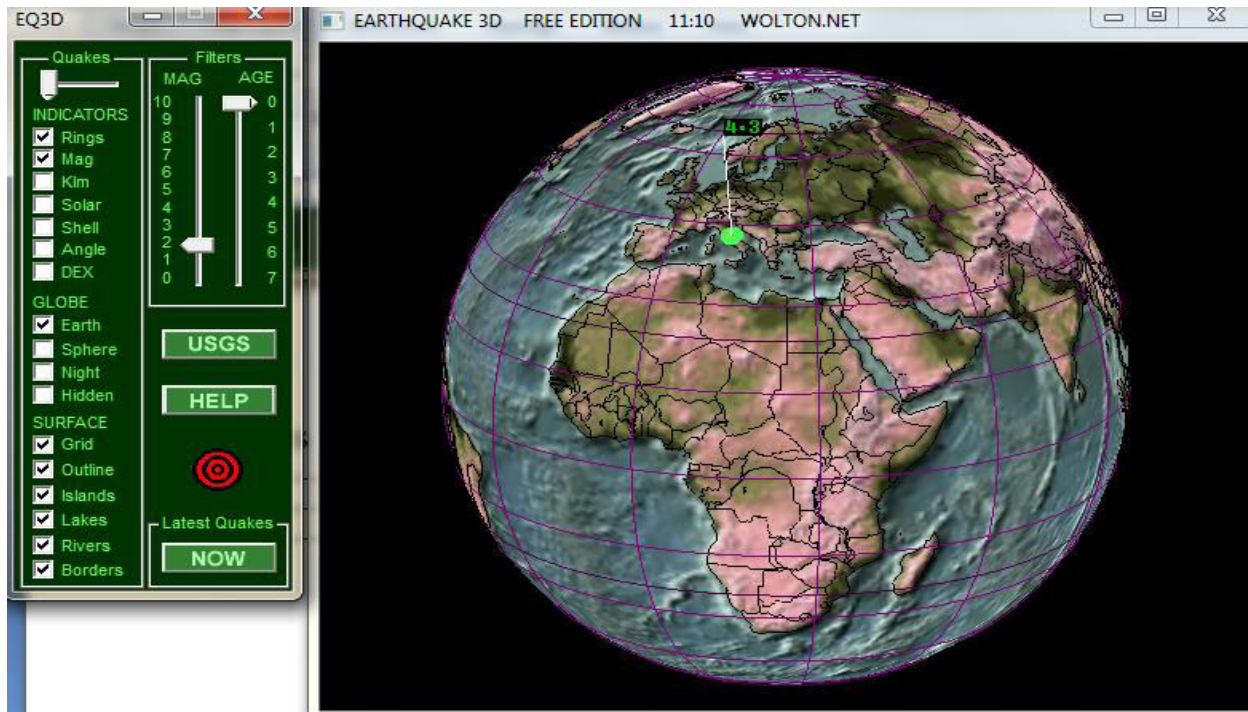 EQ3D
Quakes
INDICATORS
Rings
Mag
Klm
Solar
Shell
Angle
DEX
GLOBE
Earth
Sphere
Night
Hidden
SURFACE
Grid
Outline
Islands
Lakes
Rivers
Borders
Filters
MAG AGE
10 0
9
8 1
7 2
6 3
5
4 4
3 5
2
1 6
0 7
USGS
HELP
Latest Quakes
NOW
EARTHQUAKE 3D FREE EDITION 11:10 WOLTON.NET
4.3